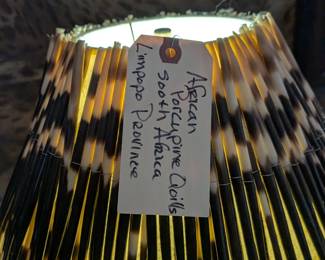 African
Porcupine Quills
South Africa
Limpopo Province